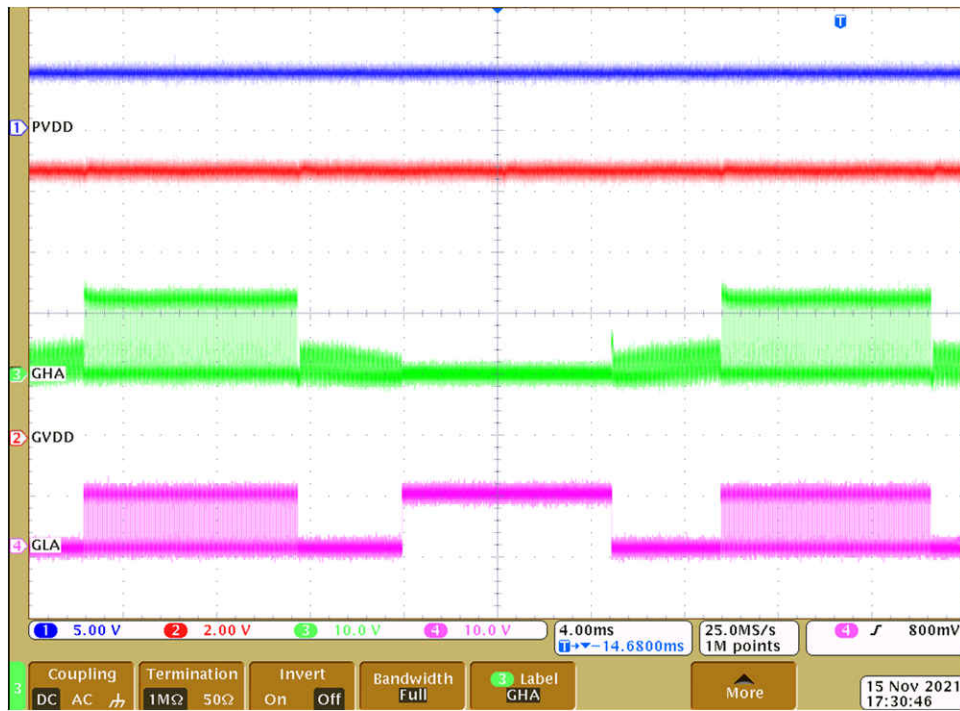 T
1 PVDD
3 GHA
2 GVDD
4 GLA
1 5.00 V 2 2.00 V 3 10.0 V 4 10.0 V
4.00ms
T→▼−14.6800ms
25.0MS/s
1M points
4 800mV
3
Coupling
DC AC
Termination
1MΩ 50Ω
Invert
On Off
Bandwidth
Full
3 Label
GHA
More
15 Nov 2021
17:30:46